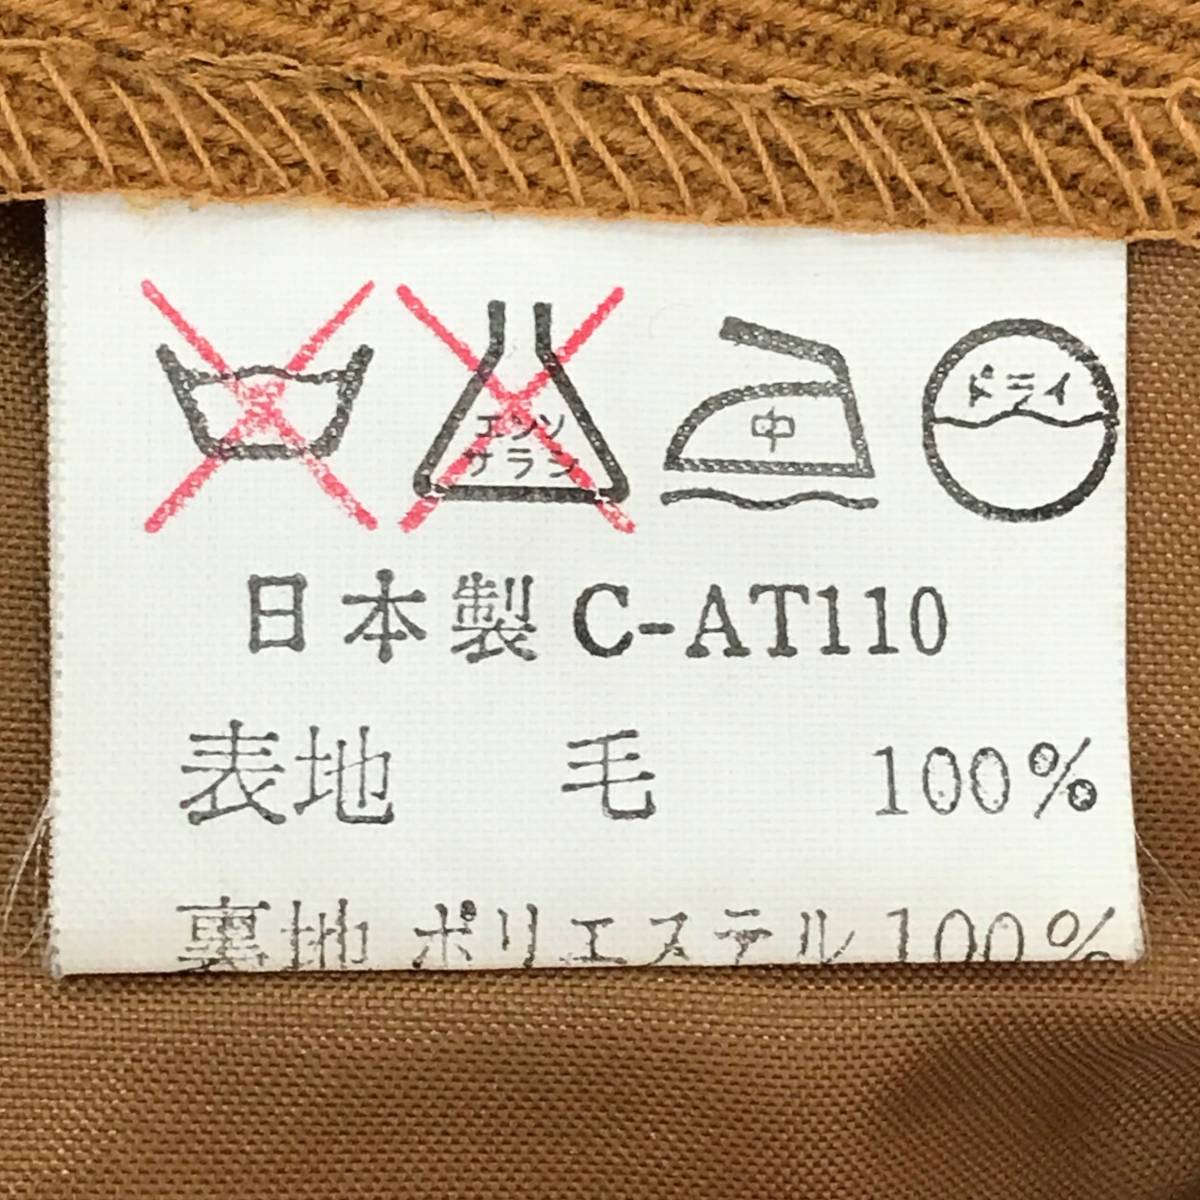 エンソ
サラシ
中
ドライ
日本製 C-AT110
表地 毛 100%
裏地 ポリエステル 100%